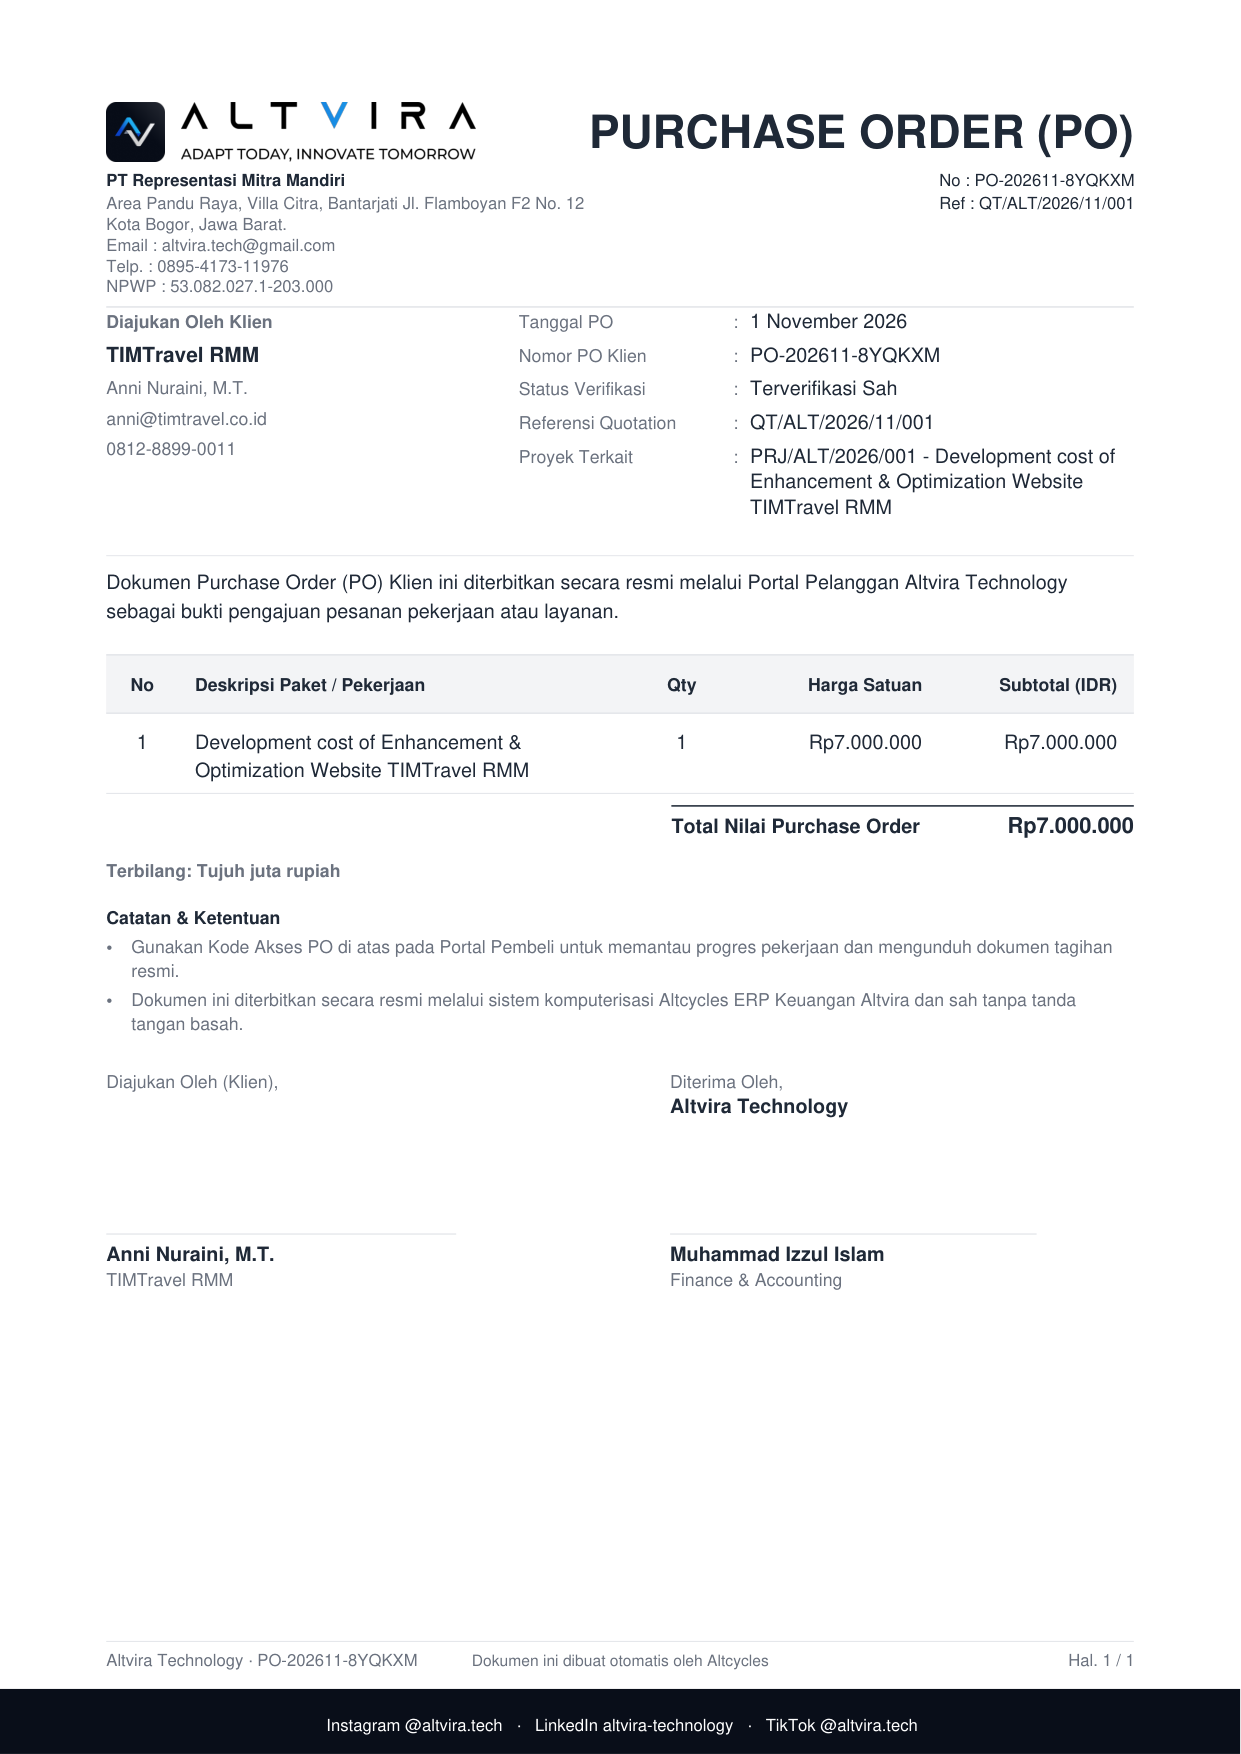 ALTVIRA
ADAPT TODAY, INNOVATE TOMORROW
PURCHASE ORDER (PO)
PT Representasi Mitra Mandiri
Area Pandu Raya, Villa Citra, Bantarjati Jl. Flamboyan F2 No. 12
Kota Bogor, Jawa Barat.
Email : altvira.tech@gmail.com
Telp. : 0895-4173-11976
NPWP : 53.082.027.1-203.000
No : PO-202611-8YQKXM
Ref : QT/ALT/2026/11/001
Diajukan Oleh Klien
TIMTravel RMM
Anni Nuraini, M.T.
anni@timtravel.co.id
0812-8899-0011
Tanggal PO : 1 November 2026
Nomor PO Klien : PO-202611-8YQKXM
Status Verifikasi : Terverifikasi Sah
Referensi Quotation : QT/ALT/2026/11/001
Proyek Terkait : PRJ/ALT/2026/001 - Development cost of
Enhancement & Optimization Website
TIMTravel RMM
Dokumen Purchase Order (PO) Klien ini diterbitkan secara resmi melalui Portal Pelanggan Altvira Technology
sebagai bukti pengajuan pesanan pekerjaan atau layanan.
No Deskripsi Paket / Pekerjaan Qty Harga Satuan Subtotal (IDR)
1 Development cost of Enhancement & 1 Rp7.000.000 Rp7.000.000
Optimization Website TIMTravel RMM
Total Nilai Purchase Order Rp7.000.000
Terbilang: Tujuh juta rupiah
Catatan & Ketentuan
• Gunakan Kode Akses PO di atas pada Portal Pembeli untuk memantau progres pekerjaan dan mengunduh dokumen tagihan
resmi.
• Dokumen ini diterbitkan secara resmi melalui sistem komputerisasi Altcycles ERP Keuangan Altvira dan sah tanpa tanda
tangan basah.
Diajukan Oleh (Klien),
Anni Nuraini, M.T.
TIMTravel RMM
Diterima Oleh,
Altvira Technology
Muhammad Izzul Islam
Finance & Accounting
Altvira Technology · PO-202611-8YQKXM Dokumen ini dibuat otomatis oleh Altcycles Hal. 1 / 1
Instagram @altvira.tech · LinkedIn altvira-technology · TikTok @altvira.tech